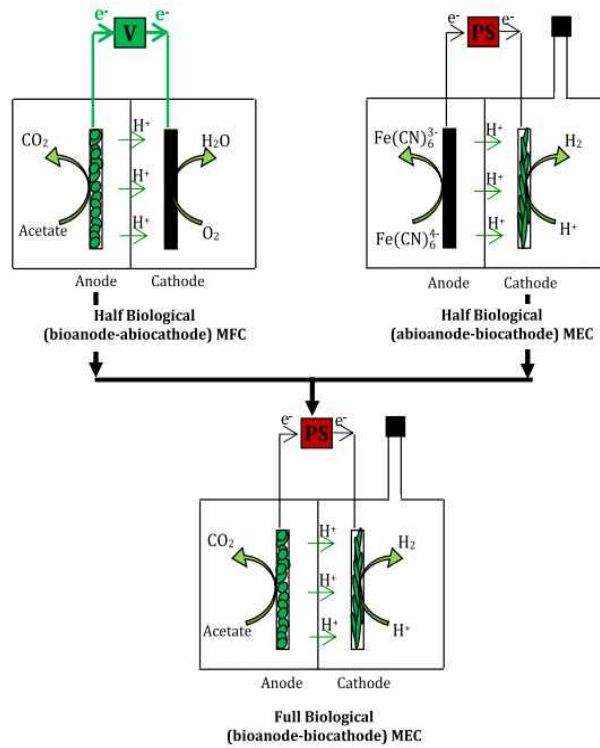 e⁻ V e⁻
CO₂ H⁺ H₂O
H⁺
Acetate H⁺ O₂
Anode Cathode
Half Biological
(bioanode-abiocathode) MFC
e⁻ PS e⁻
Fe(CN)₆³⁻ H⁺ H₂
H⁺
Fe(CN)₆⁴⁻ H⁺ H⁺
Anode Cathode
Half Biological
(abioanode-biocathode) MEC
e⁻ PS e⁻
CO₂ H⁺ H₂
H⁺
Acetate H⁺ H⁺
Anode Cathode
Full Biological
(bioanode-biocathode) MEC